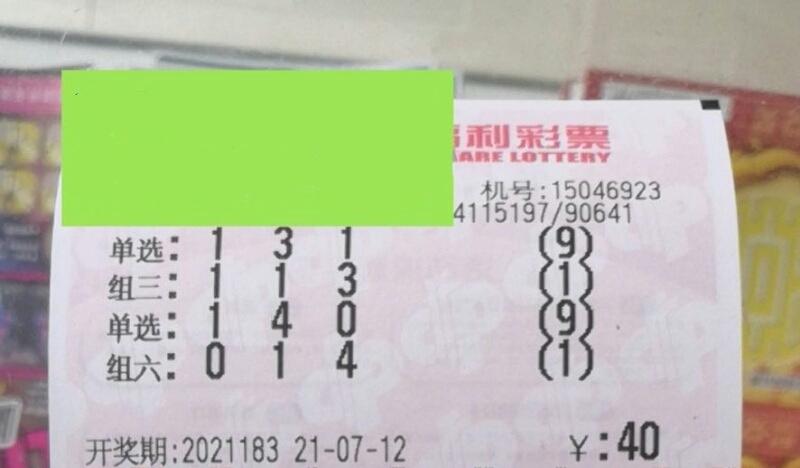 利彩票
ARE LOTTERY
机号:15046923
4115197/90641
单选: 1 3 1 (9)
组三: 1 1 3 (1)
单选: 1 4 0 (9)
组六: 0 1 4 (1)
开奖期:2021183 21-07-12 ¥:40